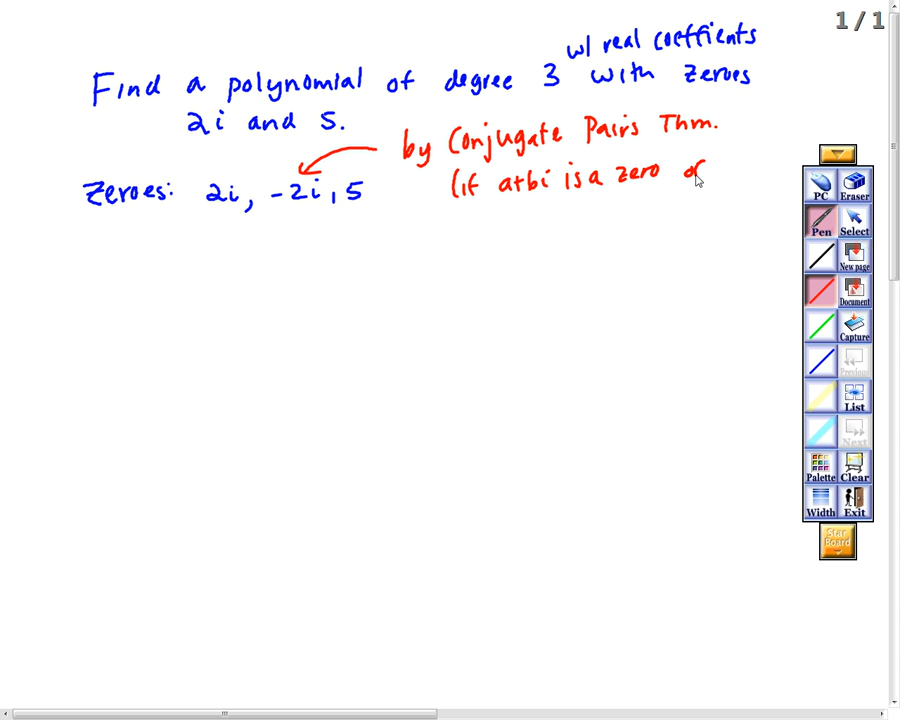 1 / 1
w/ real coeffients
Find a polynomial of degree 3 with zeroes
2i and 5.
by Conjugate Pairs Thm.
(if a+bi is a zero of
Zeroes: 2i, -2i, 5
PC Eraser
Pen Select
New page
Document
Capture
Previous
List
Next
Palette Clear
Width Exit
Star
Board